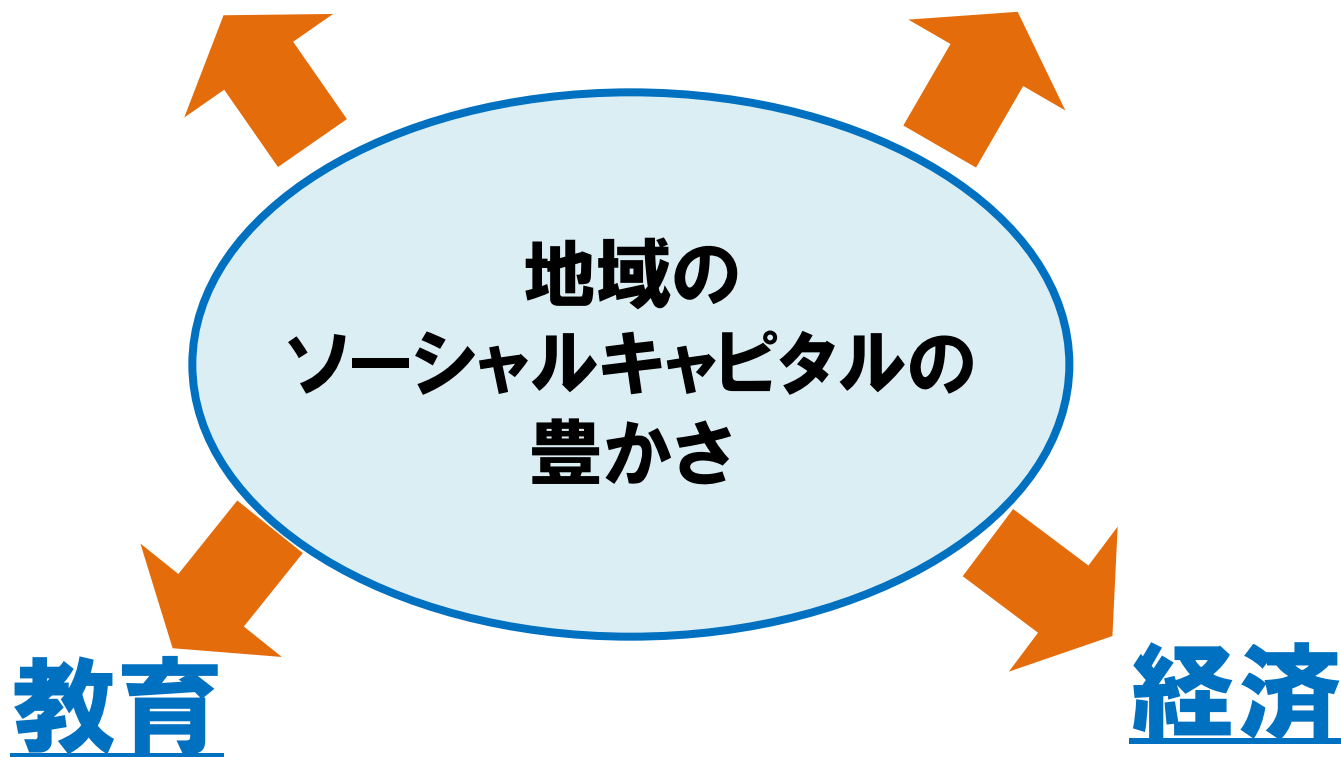 地域の
ソーシャルキャピタルの
豊かさ
教育
経済